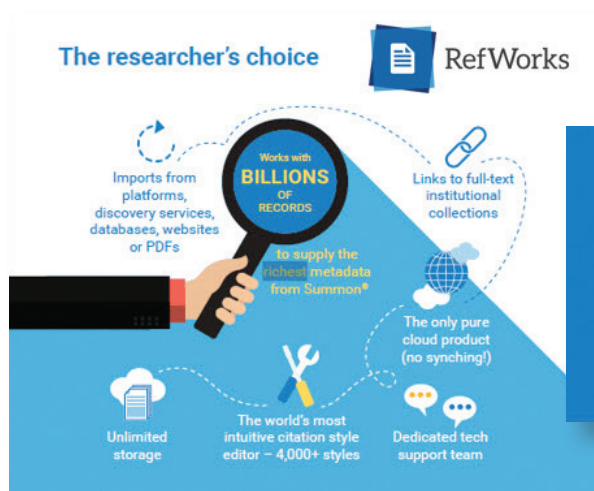 The researcher's choice
RefWorks
Imports from
platforms,
discovery services,
databases, websites
or PDFs
Works with
BILLIONS
OF
RECORDS
to supply the
richest metadata
from Summon®
Links to full-text
institutional
collections
The only pure
cloud product
(no synching!)
Unlimited
storage
The world's most
intuitive citation style
editor – 4,000+ styles
Dedicated tech
support team